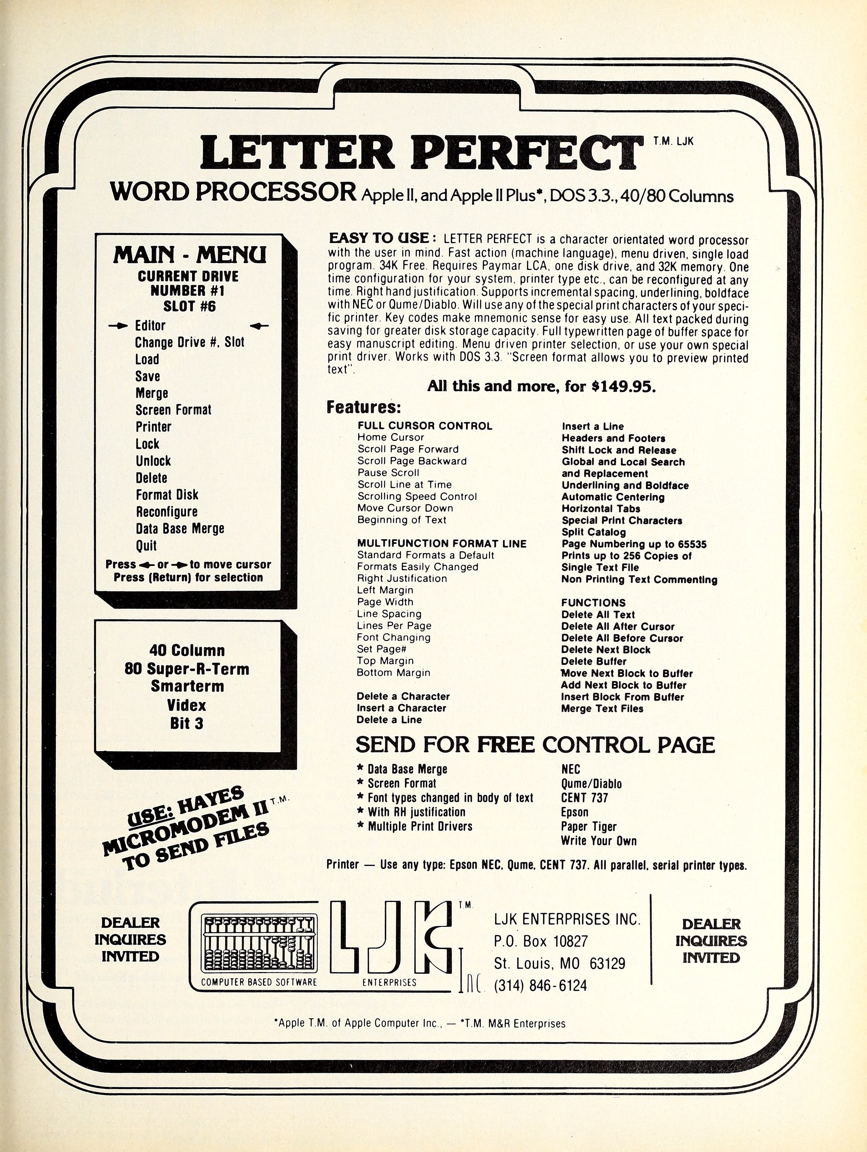 LETTER PERFECT T.M. LJK
WORD PROCESSOR Apple II, and Apple II Plus*, DOS 3.3., 40/80 Columns
MAIN - MENU
CURRENT DRIVE
NUMBER #1
SLOT #6
Editor
Change Drive #, Slot
Load
Save
Merge
Screen Format
Printer
Lock
Unlock
Delete
Format Disk
Reconfigure
Data Base Merge
Quit
Press ← or → to move cursor
Press (Return) for selection
40 Column
80 Super-R-Term
Smarterm
Videx
Bit 3
USE: HAYES
MICROMODEM II T.M.
TO SEND FILES
EASY TO USE: LETTER PERFECT is a character orientated word processor
with the user in mind. Fast action (machine language), menu driven, single load
program. 34K Free. Requires Paymar LCA, one disk drive, and 32K memory. One
time configuration for your system, printer type etc., can be reconfigured at any
time. Right hand justification. Supports incremental spacing, underlining, boldface
with NEC or Qume/Diablo. Will use any of the special print characters of your speci-
fic printer. Key codes make mnemonic sense for easy use. All text packed during
saving for greater disk storage capacity. Full typewritten page of buffer space for
easy manuscript editing. Menu driven printer selection, or use your own special
print driver. Works with DOS 3.3. "Screen format allows you to preview printed
text".
All this and more, for $149.95.
Features:
FULL CURSOR CONTROL
Home Cursor
Scroll Page Forward
Scroll Page Backward
Pause Scroll
Scroll Line at Time
Scrolling Speed Control
Move Cursor Down
Beginning of Text
MULTIFUNCTION FORMAT LINE
Standard Formats a Default
Formats Easily Changed
Right Justification
Left Margin
Page Width
Line Spacing
Lines Per Page
Font Changing
Set Page#
Top Margin
Bottom Margin
Delete a Character
Insert a Character
Delete a Line
Insert a Line
Headers and Footers
Shift Lock and Release
Global and Local Search
and Replacement
Underlining and Boldface
Automatic Centering
Horizontal Tabs
Special Print Characters
Split Catalog
Page Numbering up to 65535
Prints up to 256 Copies of
Single Text File
Non Printing Text Commenting
FUNCTIONS
Delete All Text
Delete All After Cursor
Delete All Before Cursor
Delete Next Block
Delete Buffer
Move Next Block to Buffer
Add Next Block to Buffer
Insert Block From Buffer
Merge Text Files
SEND FOR FREE CONTROL PAGE
* Data Base Merge
* Screen Format
* Font types changed in body of text
* With RH justification
* Multiple Print Drivers
NEC
Qume/Diablo
CENT 737
Epson
Paper Tiger
Write Your Own
Printer — Use any type: Epson NEC, Qume, CENT 737. All parallel, serial printer types.
DEALER
INQUIRES
INVITED
COMPUTER BASED SOFTWARE
LJK T.M.
ENTERPRISES Inc
LJK ENTERPRISES INC.
P.O. Box 10827
St. Louis, MO 63129
(314) 846-6124
DEALER
INQUIRES
INVITED
*Apple T.M. of Apple Computer Inc., — *T.M. M&R Enterprises